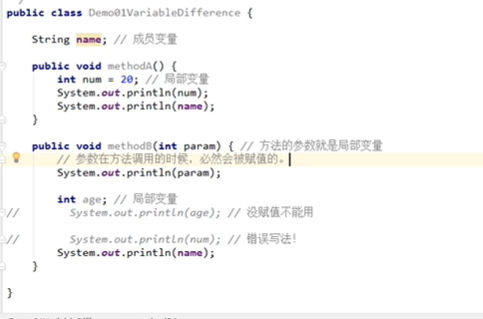 public class Demo01VariableDifference {
String name; // 成员变量
public void methodA() {
int num = 20; // 局部变量
System.out.println(num);
System.out.println(name);
}
public void methodB(int param) { // 方法的参数就是局部变量
// 参数在方法调用的时候，必然会被赋值的。
System.out.println(param);
int age; // 局部变量
// System.out.println(age); // 没赋值不能用
// System.out.println(num); // 错误写法！
System.out.println(name);
}
}